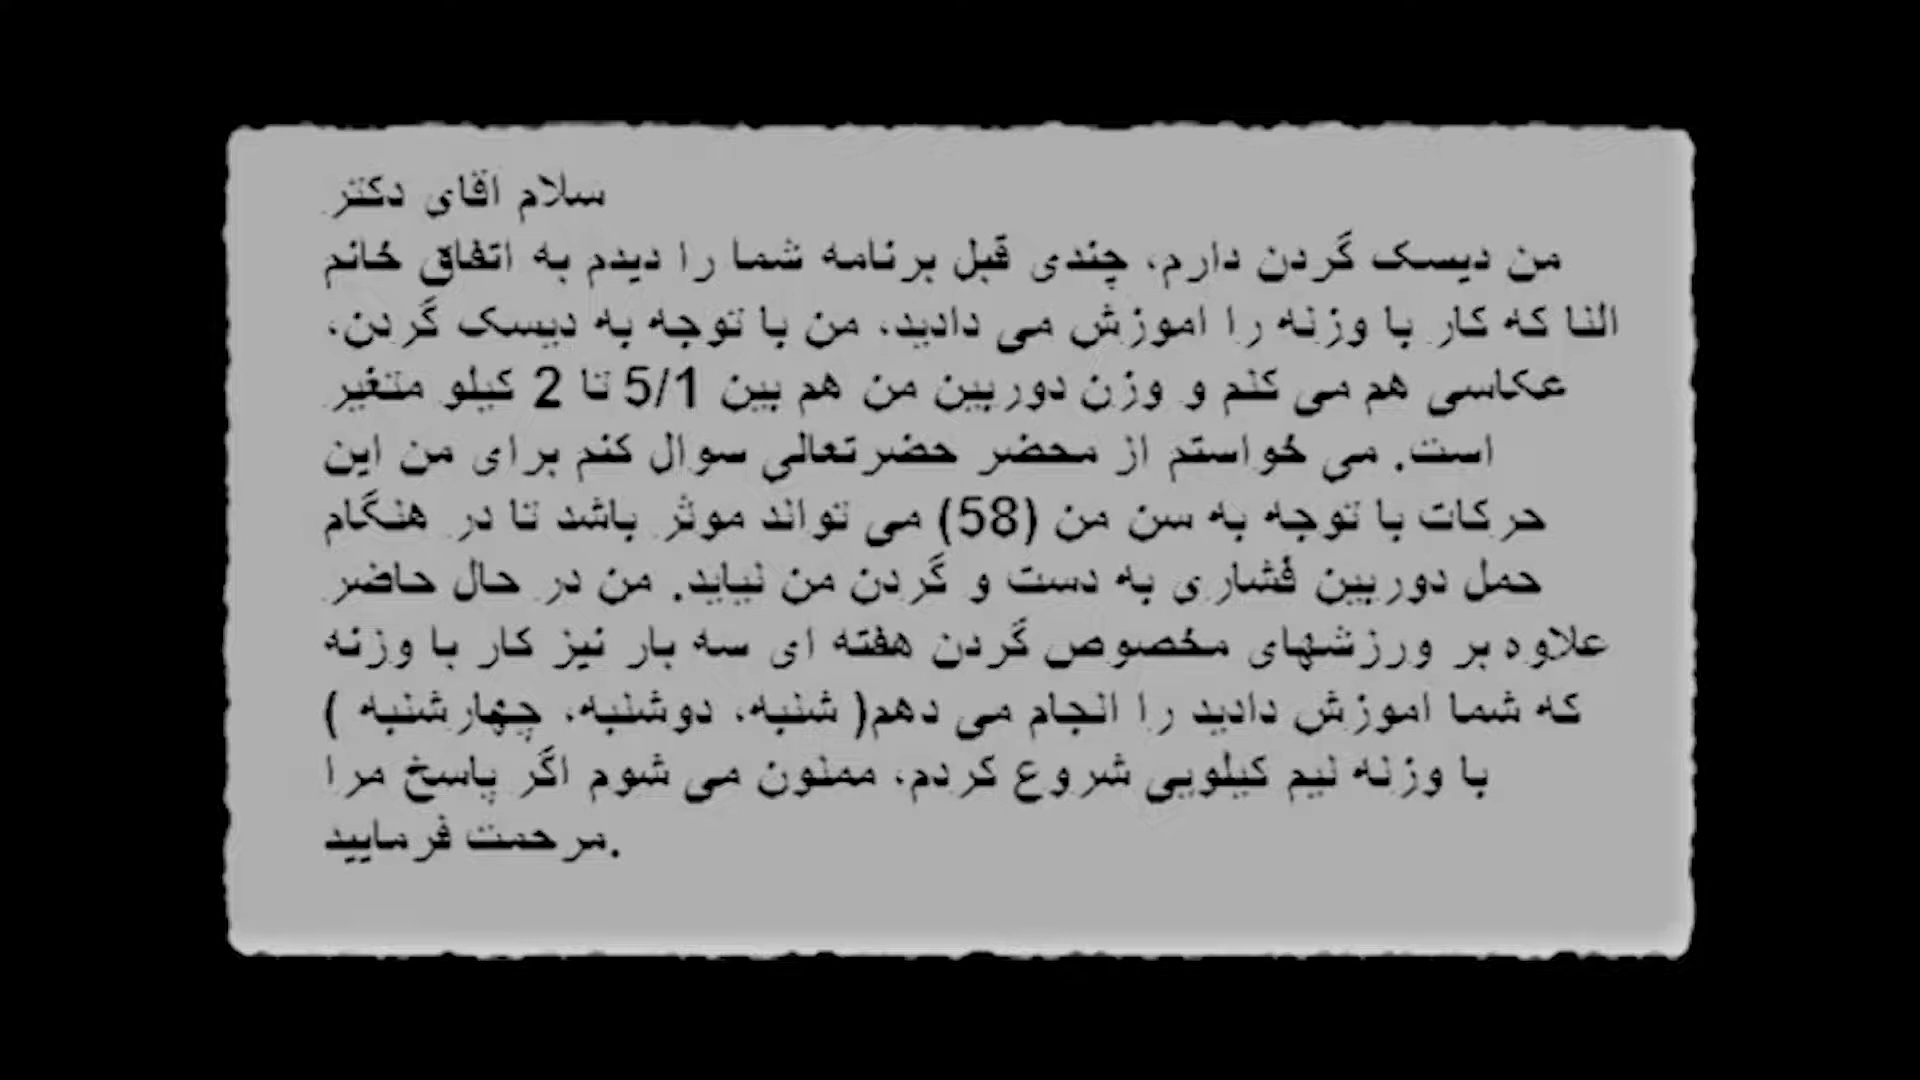 سلام اقای دکتر
من دیسک گردن دارم، چندی قبل برنامه شما را دیدم به اتفاق خانم
النا که کار با وزنه را اموزش می دادید، من با توجه به دیسک گردن،
عکاسی هم می کنم و وزن دوربین من هم بین 5/1 تا 2 کیلو متغیر
است. می خواستم از محضر حضرتعالی سوال کنم برای من این
حرکات با توجه به سن من (58) می تواند موثر باشد تا در هنگام
حمل دوربین فشاری به دست و گردن من نیاید. من در حال حاضر
علاوه بر ورزشهای مخصوص گردن هفته ای سه بار نیز کار با وزنه
که شما اموزش دادید را انجام می دهم( شنبه، دوشنبه، چهارشنبه )
با وزنه نیم کیلویی شروع کردم، ممنون می شوم اگر پاسخ مرا
.مرحمت فرمایید